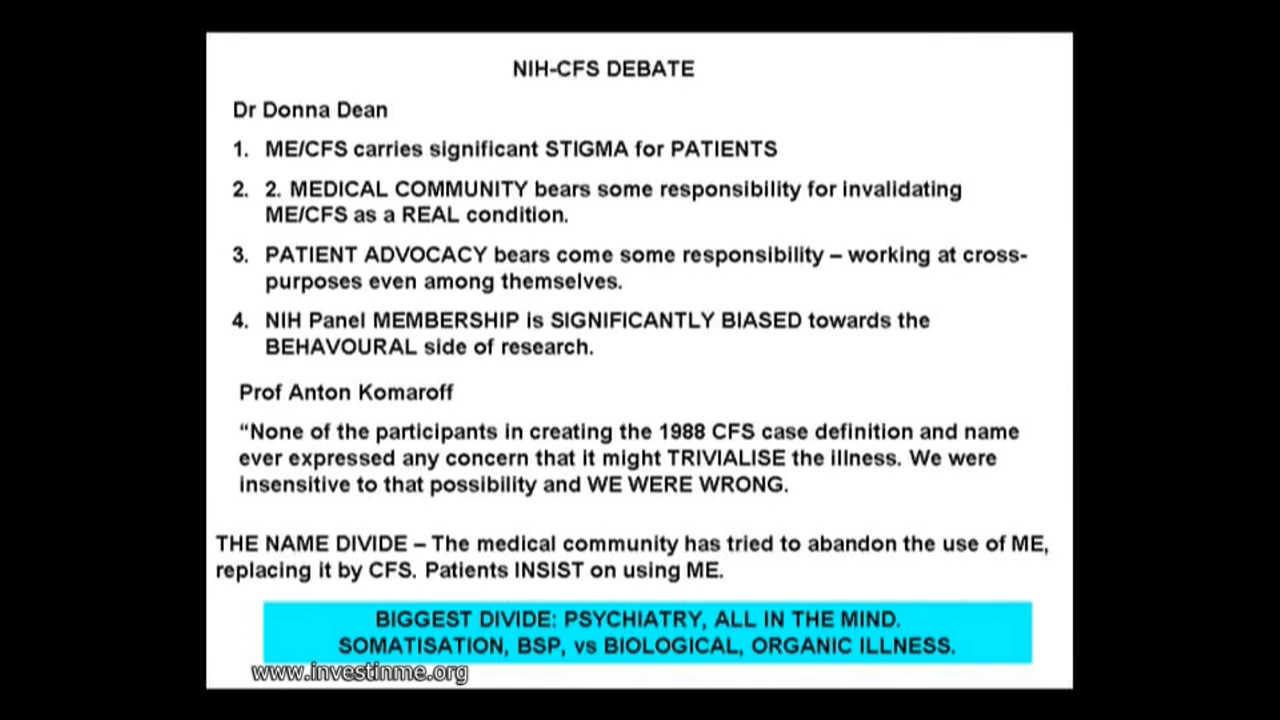 NIH-CFS DEBATE
Dr Donna Dean
1. ME/CFS carries significant STIGMA for PATIENTS
2. 2. MEDICAL COMMUNITY bears some responsibility for invalidating
ME/CFS as a REAL condition.
3. PATIENT ADVOCACY bears come some responsibility – working at cross-
purposes even among themselves.
4. NIH Panel MEMBERSHIP is SIGNIFICANTLY BIASED towards the
BEHAVOURAL side of research.
Prof Anton Komaroff
“None of the participants in creating the 1988 CFS case definition and name
ever expressed any concern that it might TRIVIALISE the illness. We were
insensitive to that possibility and WE WERE WRONG.
THE NAME DIVIDE – The medical community has tried to abandon the use of ME,
replacing it by CFS. Patients INSIST on using ME.
BIGGEST DIVIDE: PSYCHIATRY, ALL IN THE MIND.
SOMATISATION, BSP, vs BIOLOGICAL, ORGANIC ILLNESS.
www.investinme.org